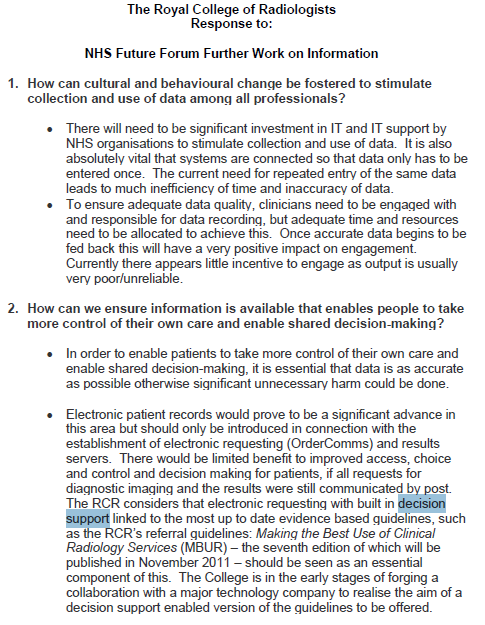 The Royal College of Radiologists
Response to:
NHS Future Forum Further Work on Information
1. How can cultural and behavioural change be fostered to stimulate
collection and use of data among all professionals?
• There will need to be significant investment in IT and IT support by
NHS organisations to stimulate collection and use of data. It is also
absolutely vital that systems are connected so that data only has to be
entered once. The current need for repeated entry of the same data
leads to much inefficiency of time and inaccuracy of data.
• To ensure adequate data quality, clinicians need to be engaged with
and responsible for data recording, but adequate time and resources
need to be allocated to achieve this. Once accurate data begins to be
fed back this will have a very positive impact on engagement.
Currently there appears little incentive to engage as output is usually
very poor/unreliable.
2. How can we ensure information is available that enables people to take
more control of their own care and enable shared decision-making?
• In order to enable patients to take more control of their own care and
enable shared decision-making, it is essential that data is as accurate
as possible otherwise significant unnecessary harm could be done.
• Electronic patient records would prove to be a significant advance in
this area but should only be introduced in connection with the
establishment of electronic requesting (OrderComms) and results
servers. There would be limited benefit to improved access, choice
and control and decision making for patients, if all requests for
diagnostic imaging and the results were still communicated by post.
The RCR considers that electronic requesting with built in decision
support linked to the most up to date evidence based guidelines, such
as the RCR's referral guidelines: Making the Best Use of Clinical
Radiology Services (MBUR) – the seventh edition of which will be
published in November 2011 – should be seen as an essential
component of this. The College is in the early stages of forging a
collaboration with a major technology company to realise the aim of a
decision support enabled version of the guidelines to be offered.